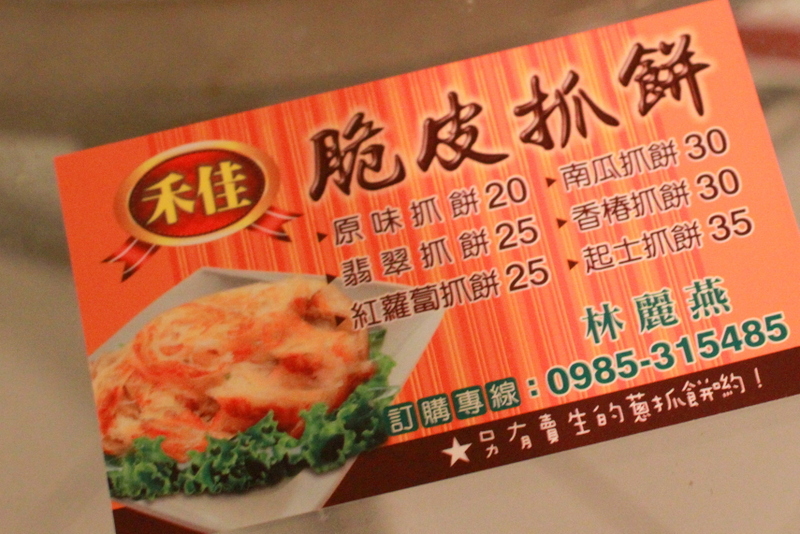 脆皮抓餅
禾佳
原味抓餅20
翡翠抓餅25
紅蘿蔔抓餅25
南瓜抓餅30
香椿抓餅30
起士抓餅35
林麗燕
訂購專線：0985-315485
★另有賣生的蔥抓餅喲！